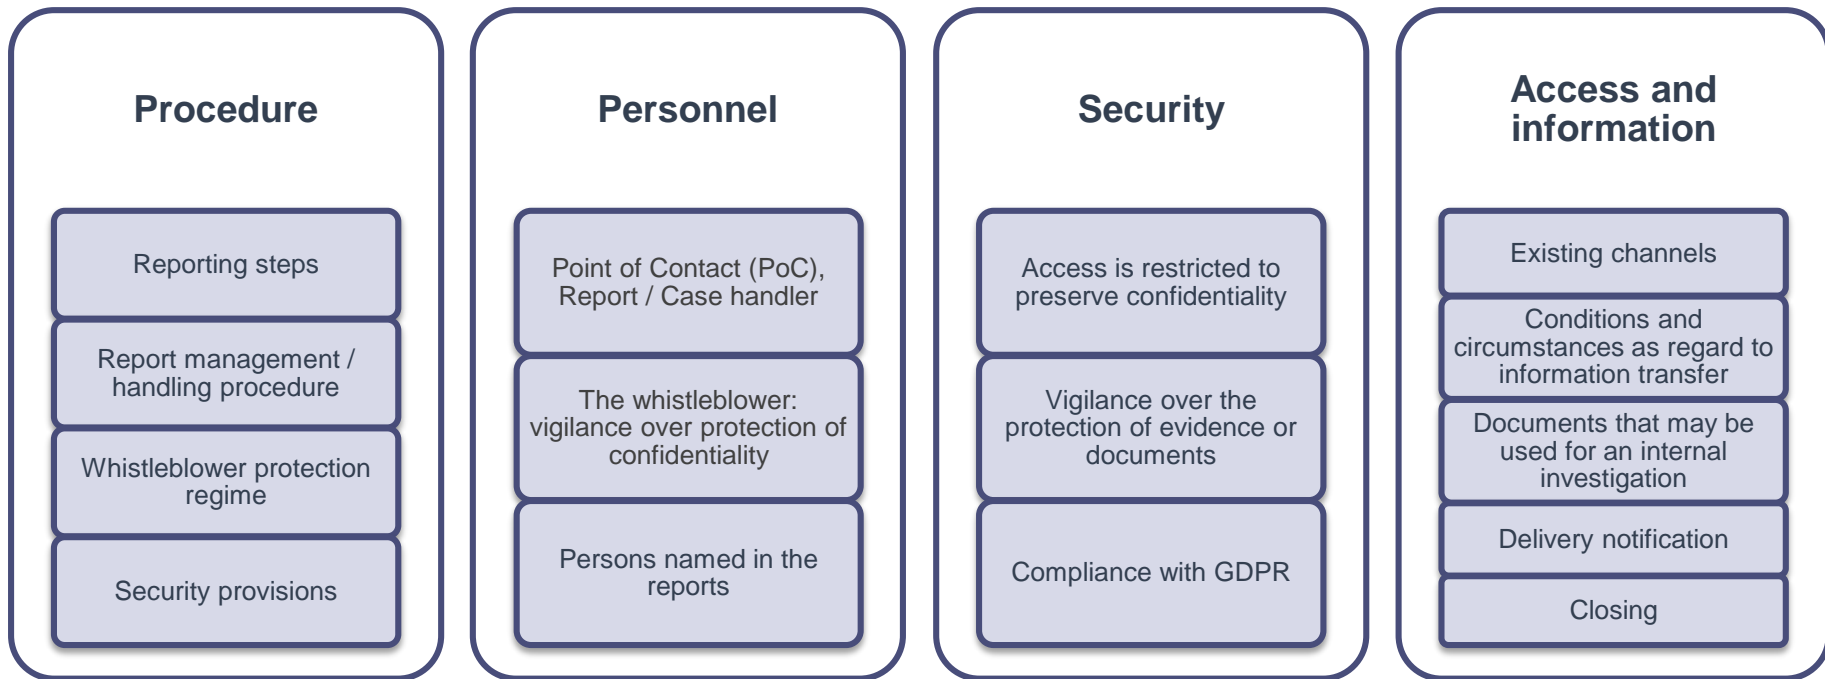 Procedure
Reporting steps
Report management /
handling procedure
Whistleblower protection
regime
Security provisions
Personnel
Point of Contact (PoC),
Report / Case handler
The whistleblower:
vigilance over protection of
confidentiality
Persons named in the
reports
Security
Access is restricted to
preserve confidentiality
Vigilance over the
protection of evidence or
documents
Compliance with GDPR
Access and
information
Existing channels
Conditions and
circumstances as regard to
information transfer
Documents that may be
used for an internal
investigation
Delivery notification
Closing